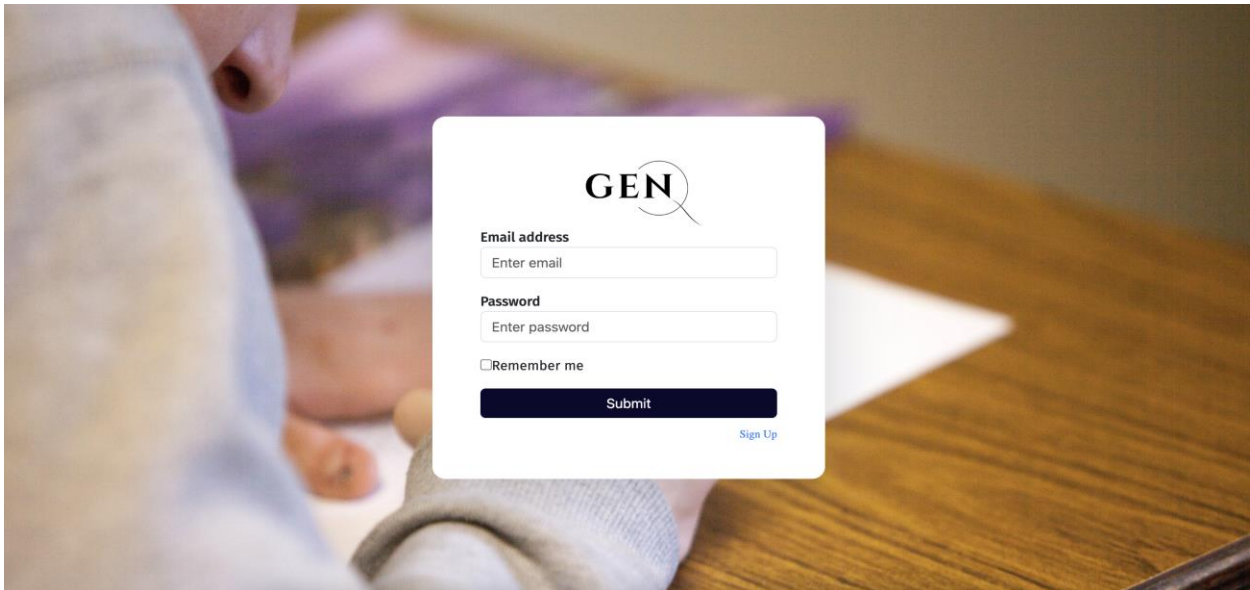 GEN
Email address
Enter email
Password
Enter password
Remember me
Submit
Sign Up